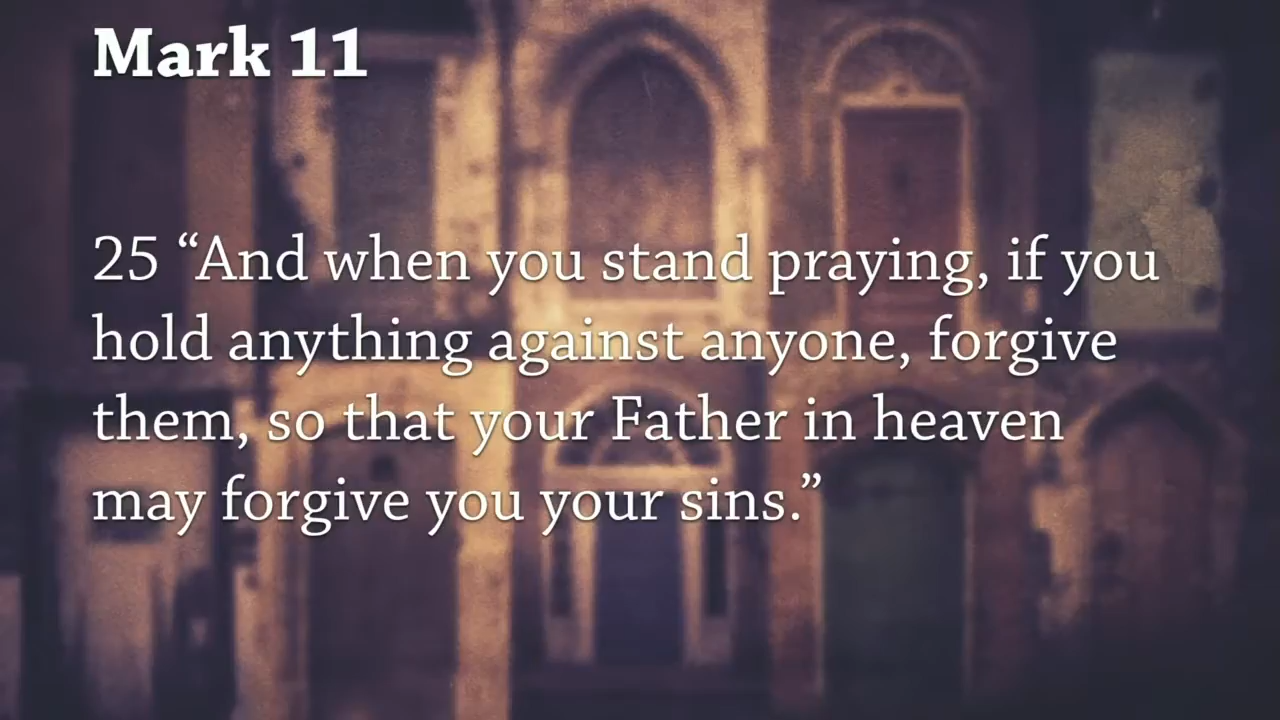 Mark 11
25 “And when you stand praying, if you
hold anything against anyone, forgive
them, so that your Father in heaven
may forgive you your sins.”